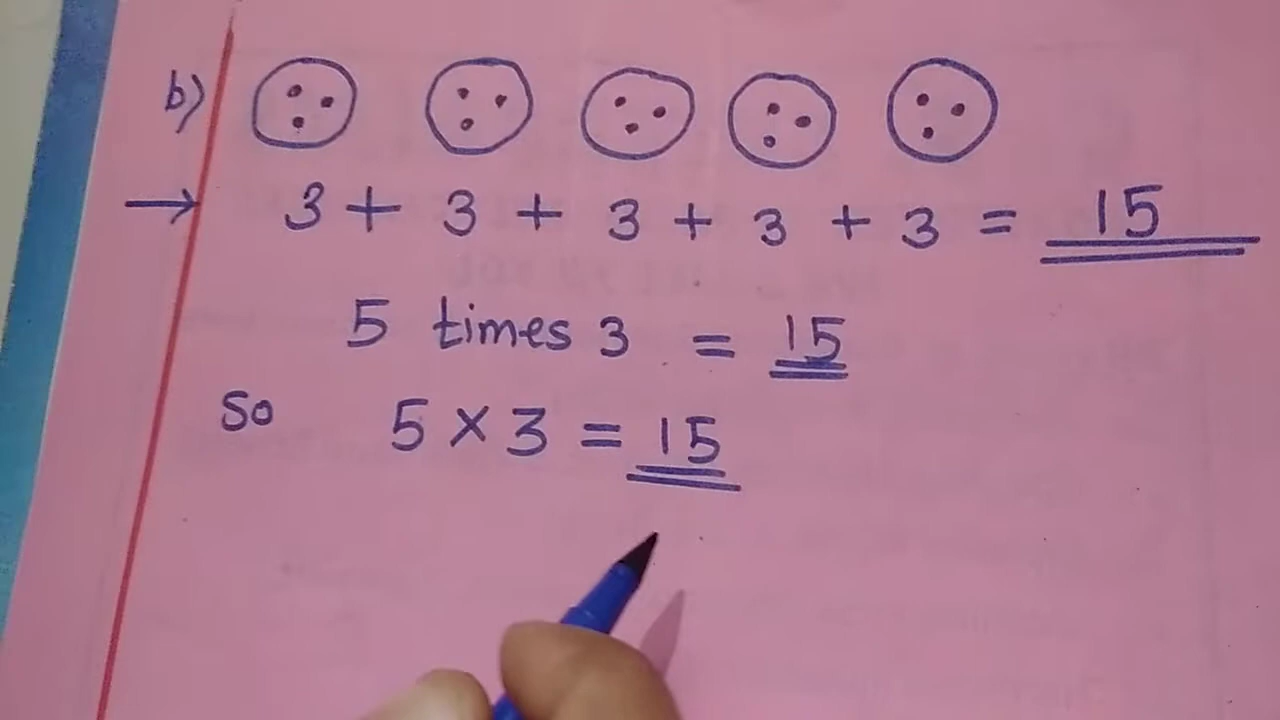 b)
→ 3 + 3 + 3 + 3 + 3 = 15
5 times 3 = 15
So 5 × 3 = 15